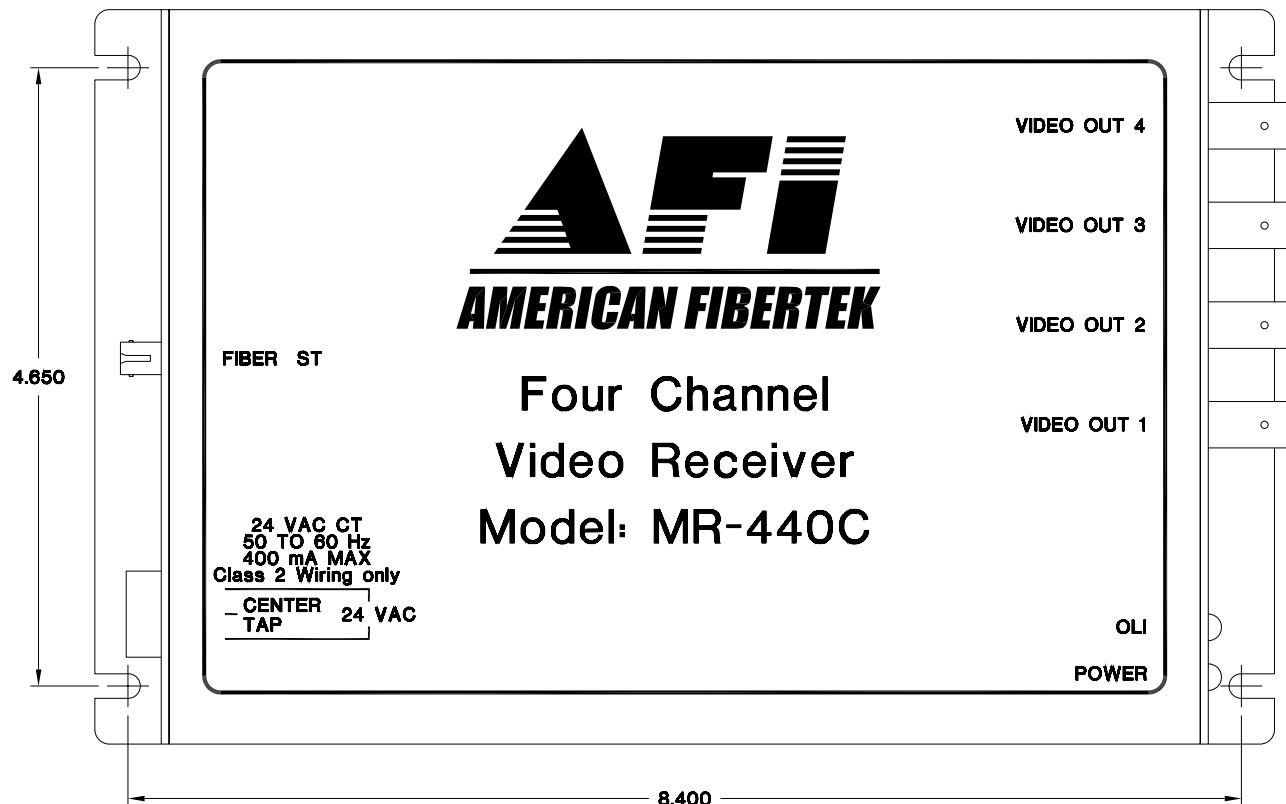 VIDEO OUT 4
AFI
VIDEO OUT 3
AMERICAN FIBERTEK
VIDEO OUT 2
FIBER ST
4.650
Four Channel
VIDEO OUT 1
Video Receiver
Model: MR-440C
24 VAC CT
50 TO 60 Hz
400 mA MAX
Class 2 Wiring only
CENTER
TAP
24 VAC
OLI
POWER
8.400